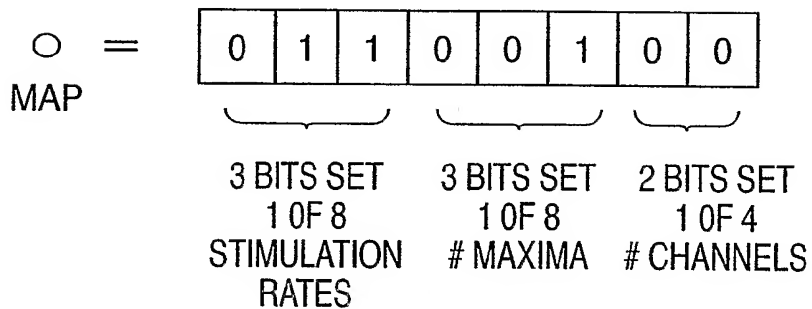 O = 0 1 1 0 0 1 0 0
MAP
3 BITS SET 3 BITS SET 2 BITS SET
1 OF 8 1 OF 8 1 OF 4
STIMULATION # MAXIMA # CHANNELS
RATES